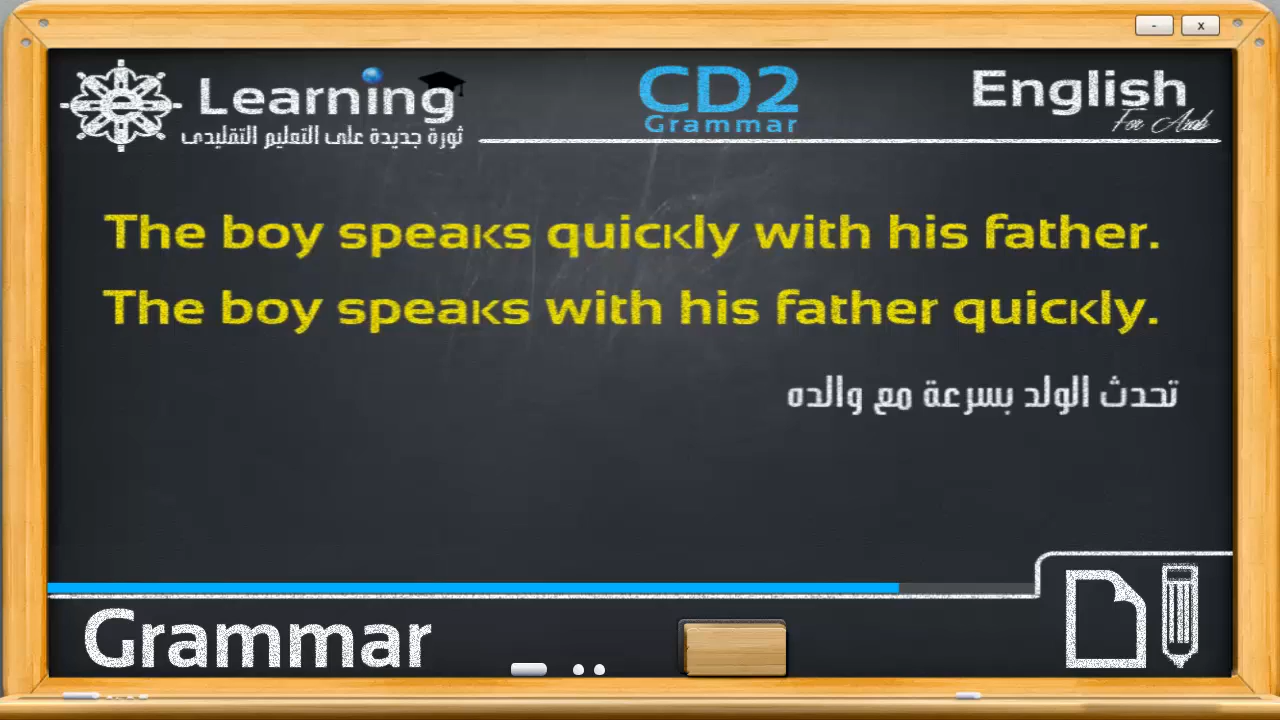 - x
Learning
ثورة جديدة على التعليم التقليدى
CD2
Grammar
English
For Arab
The boy speaks quickly with his father.
The boy speaks with his father quickly.
تحدث الولد بسرعة مع والده
Grammar